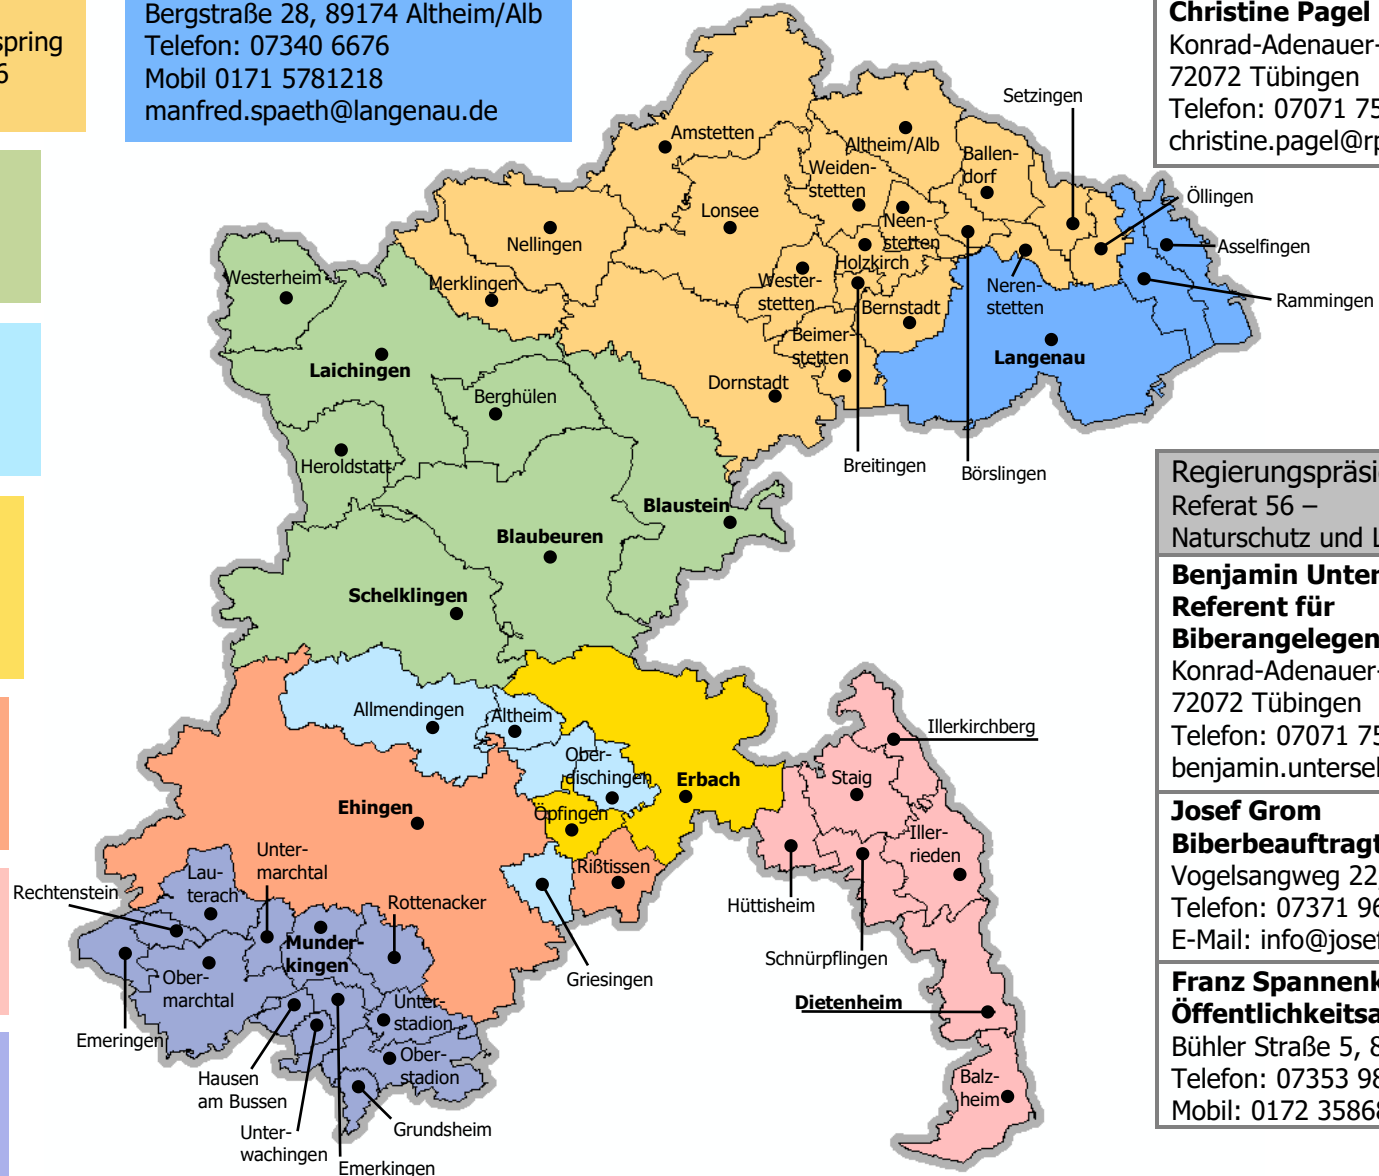 spring
6
Bergstraße 28, 89174 Altheim/Alb
Telefon: 07340 6676
Mobil 0171 5781218
manfred.spaeth@langenau.de
Christine Pagel
Konrad-Adenauer-
72072 Tübingen
Telefon: 07071 75
christine.pagel@rp
Setzingen
Amstetten
Altheim/Alb
Ballen-
dorf
Weiden-
stetten
Öllingen
Lonsee
Neen-
stetten
Nellingen
Asselfingen
Holzkirch
Westerheim
Merklingen
Wester-
stetten
Neren-
stetten
Rammingen
Bernstadt
Beimer-
stetten
Langenau
Laichingen
Dornstadt
Berghülen
Heroldstatt
Breitingen
Börslingen
Regierungspräsi
Referat 56 –
Naturschutz und L
Blaustein
Blaubeuren
Benjamin Unter
Referent für
Biberangelegen
Konrad-Adenauer-
72072 Tübingen
Telefon: 07071 75
benjamin.untersel
Schelklingen
Allmendingen
Altheim
Illerkirchberg
Ober-
dischingen
Erbach
Staig
Ehingen
Öpfingen
Josef Grom
Biberbeauftragt
Vogelsangweg 22,
Telefon: 07371 96
E-Mail: info@josef
Iller-
rieden
Unter-
marchtal
Rißtissen
Lau-
terach
Rechtenstein
Rottenacker
Hüttisheim
Munder-
kingen
Schnürpflingen
Ober-
marchtal
Griesingen
Franz Spannenk
Öffentlichkeitsa
Bühler Straße 5, 8
Telefon: 07353 98
Mobil: 0172 35868
Dietenheim
Unter-
stadion
Emeringen
Ober-
stadion
Hausen
am Bussen
Balz-
heim
Grundsheim
Unter-
wachingen
Emerkingen